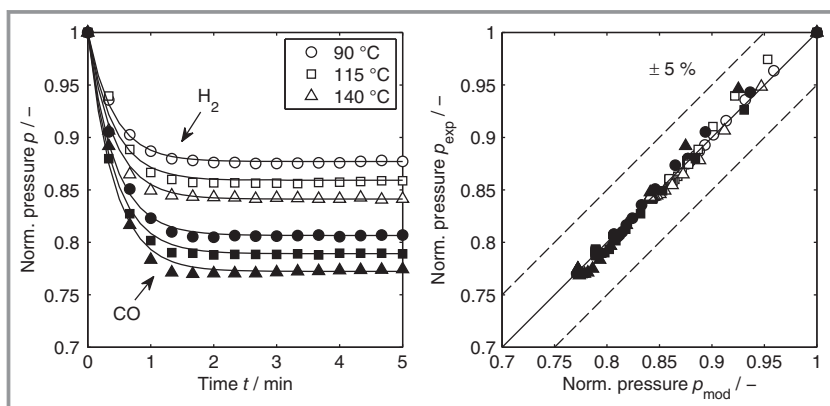 1
0.95
0.9
0.85
0.8
0.75
0.7
Norm. pressure p / –
0
1
2
3
4
5
Time t / min
90 °C
115 °C
140 °C
H2
CO
1
0.95
0.9
0.85
0.8
0.75
0.7
Norm. pressure pexp / –
0.7
0.75
0.8
0.85
0.9
0.95
1
Norm. pressure pmod / –
± 5 %